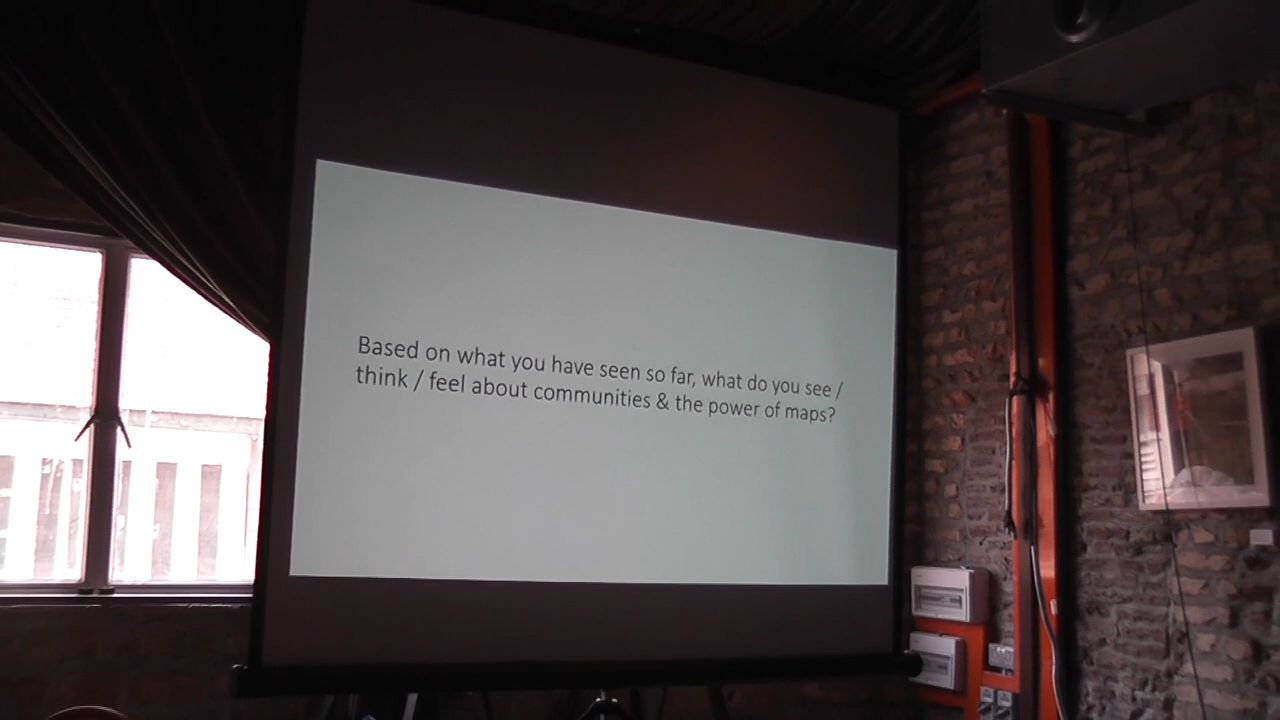 Based on what you have seen so far, what do you see /
think / feel about communities & the power of maps?